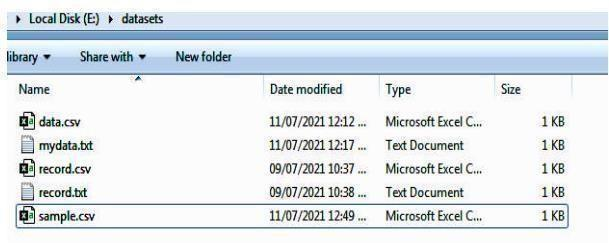 Local Disk (E:) datasets
library Share with New folder
Name Date modified Type Size
data.csv 11/07/2021 12:12 ... Microsoft Excel C... 1 KB
mydata.txt 11/07/2021 12:17 ... Text Document 1 KB
record.csv 09/07/2021 10:37 ... Microsoft Excel C... 1 KB
record.txt 09/07/2021 10:38 ... Text Document 1 KB
sample.csv 11/07/2021 12:49 ... Microsoft Excel C... 1 KB